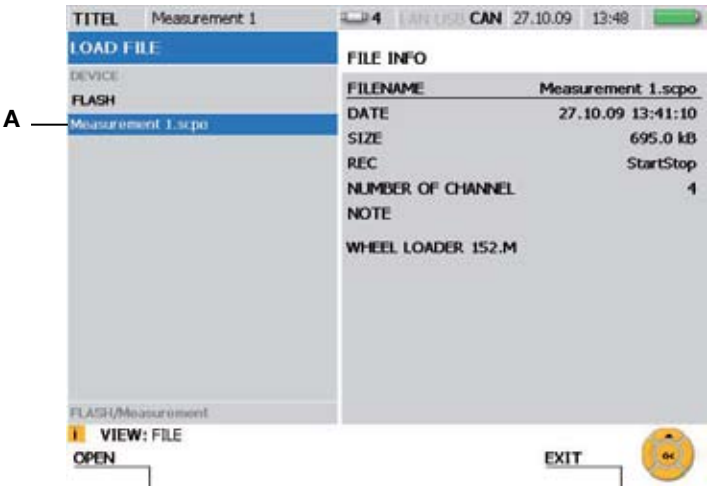 TITEL Measurement 1 4 LAN USB CAN 27.10.09 13:48
LOAD FILE
DEVICE
FLASH
A
Measurement 1.scpo
FLASH/Measurement
FILE INFO
FILENAME Measurement 1.scpo
DATE 27.10.09 13:41:10
SIZE 695.0 kB
REC StartStop
NUMBER OF CHANNEL 4
NOTE
WHEEL LOADER 152.M
i VIEW: FILE
OPEN EXIT OK